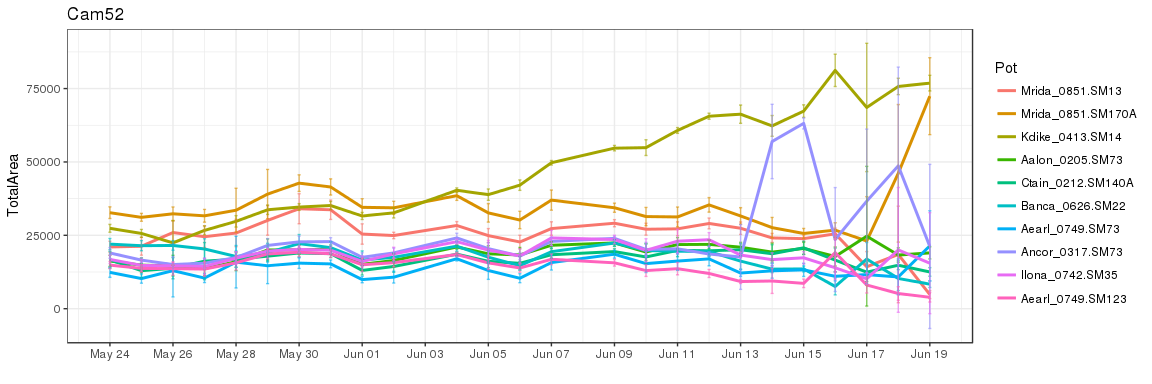 Cam52
TotalArea
75000
50000
25000
0
May 24 May 26 May 28 May 30 Jun 01 Jun 03 Jun 05 Jun 07 Jun 09 Jun 11 Jun 13 Jun 15 Jun 17 Jun 19
Pot
Mrida_0851.SM13
Mrida_0851.SM170A
Kdike_0413.SM14
Aalon_0205.SM73
Ctain_0212.SM140A
Banca_0626.SM22
Aearl_0749.SM73
Ancor_0317.SM73
Ilona_0742.SM35
Aearl_0749.SM123